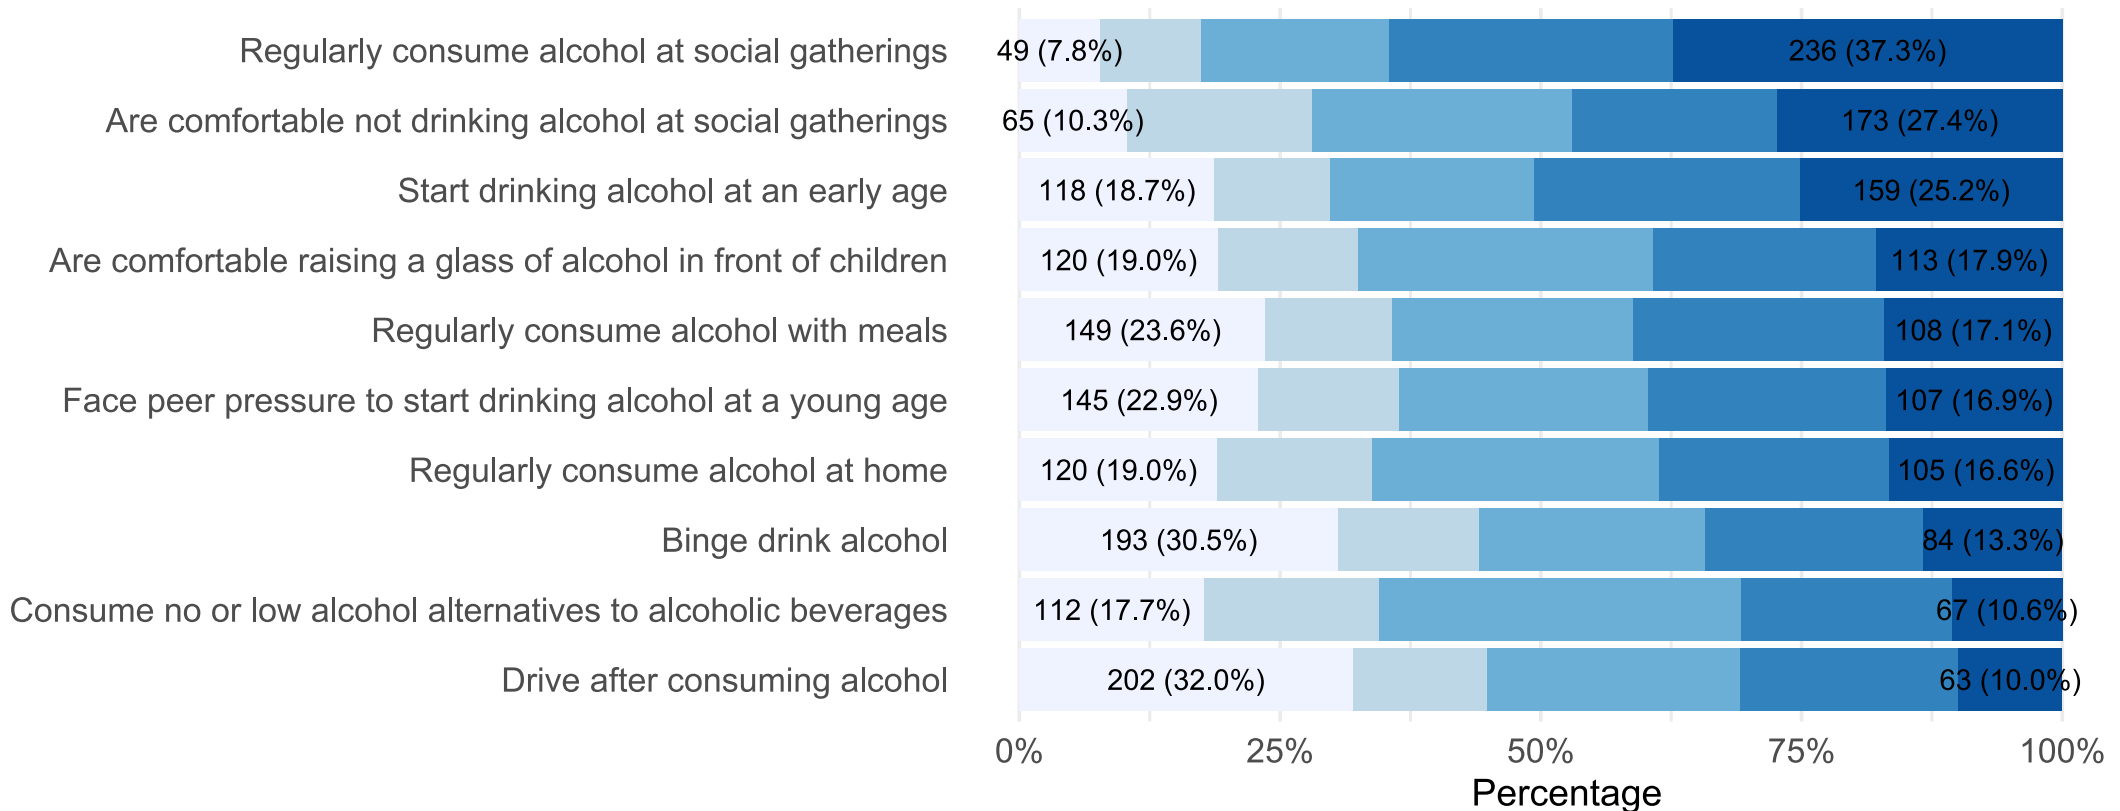 Regularly consume alcohol at social gatherings 49 (7.8%) 236 (37.3%)
Are comfortable not drinking alcohol at social gatherings 65 (10.3%) 173 (27.4%)
Start drinking alcohol at an early age 118 (18.7%) 159 (25.2%)
Are comfortable raising a glass of alcohol in front of children 120 (19.0%) 113 (17.9%)
Regularly consume alcohol with meals 149 (23.6%) 108 (17.1%)
Face peer pressure to start drinking alcohol at a young age 145 (22.9%) 107 (16.9%)
Regularly consume alcohol at home 120 (19.0%) 105 (16.6%)
Binge drink alcohol 193 (30.5%) 84 (13.3%)
Consume no or low alcohol alternatives to alcoholic beverages 112 (17.7%) 67 (10.6%)
Drive after consuming alcohol 202 (32.0%) 63 (10.0%)
0% 25% 50% 75% 100%
Percentage